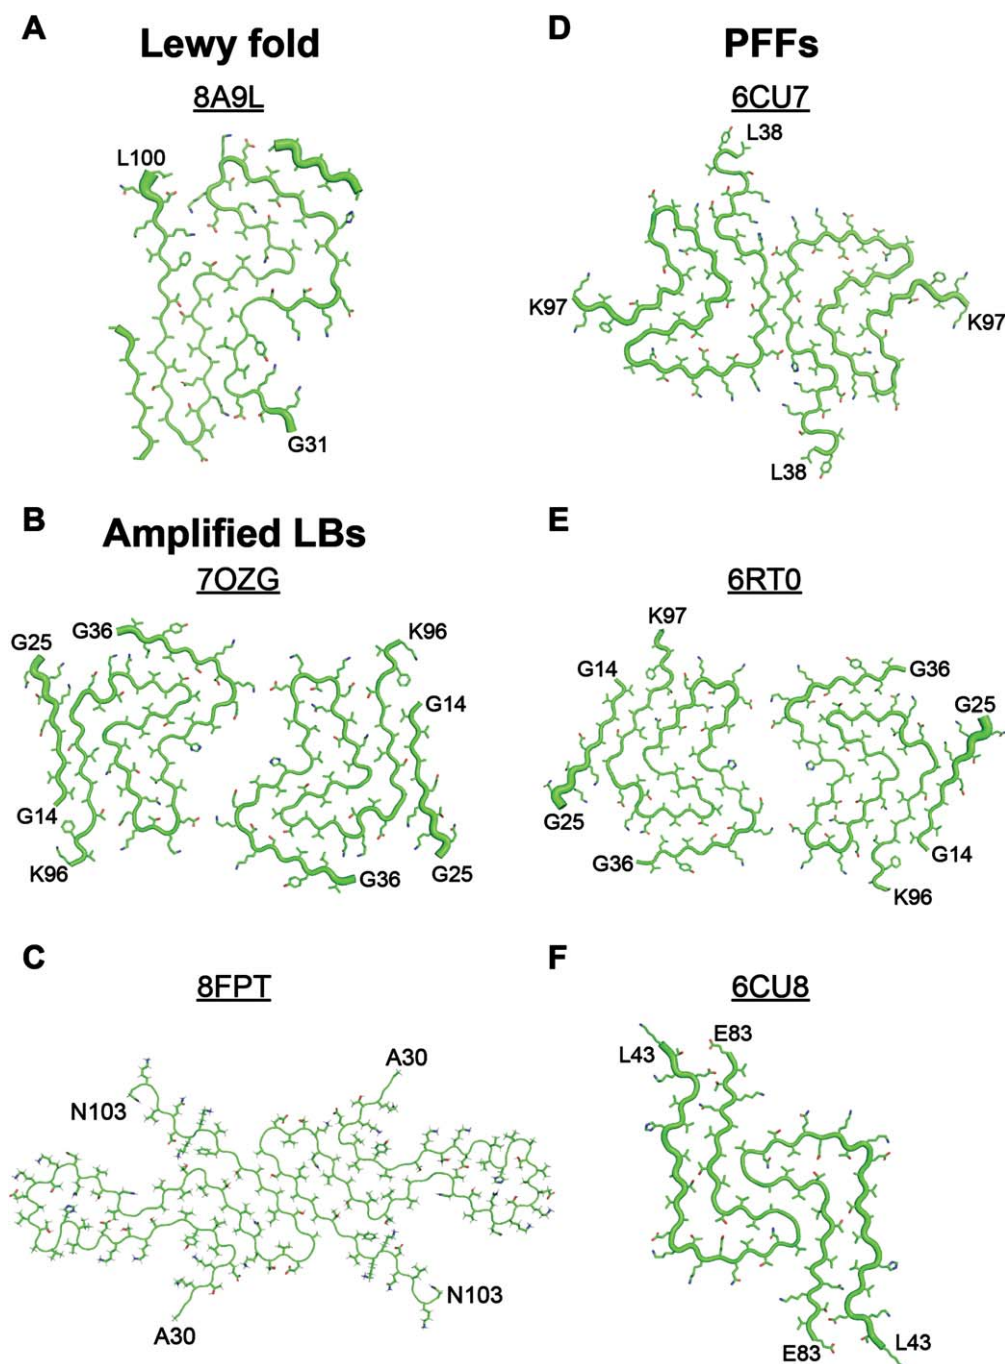 A
Lewy fold
8A9L
L100
G31
D
PFFs
6CU7
L38
K97
K97
L38
B
Amplified LBs
7OZG
G25
G36
K96
G14
G14
K96
G36
G25
E
6RT0
K97
G14
G36
G25
G25
G36
G14
K96
C
8FPT
A30
N103
N103
A30
F
6CU8
E83
L43
E83
L43